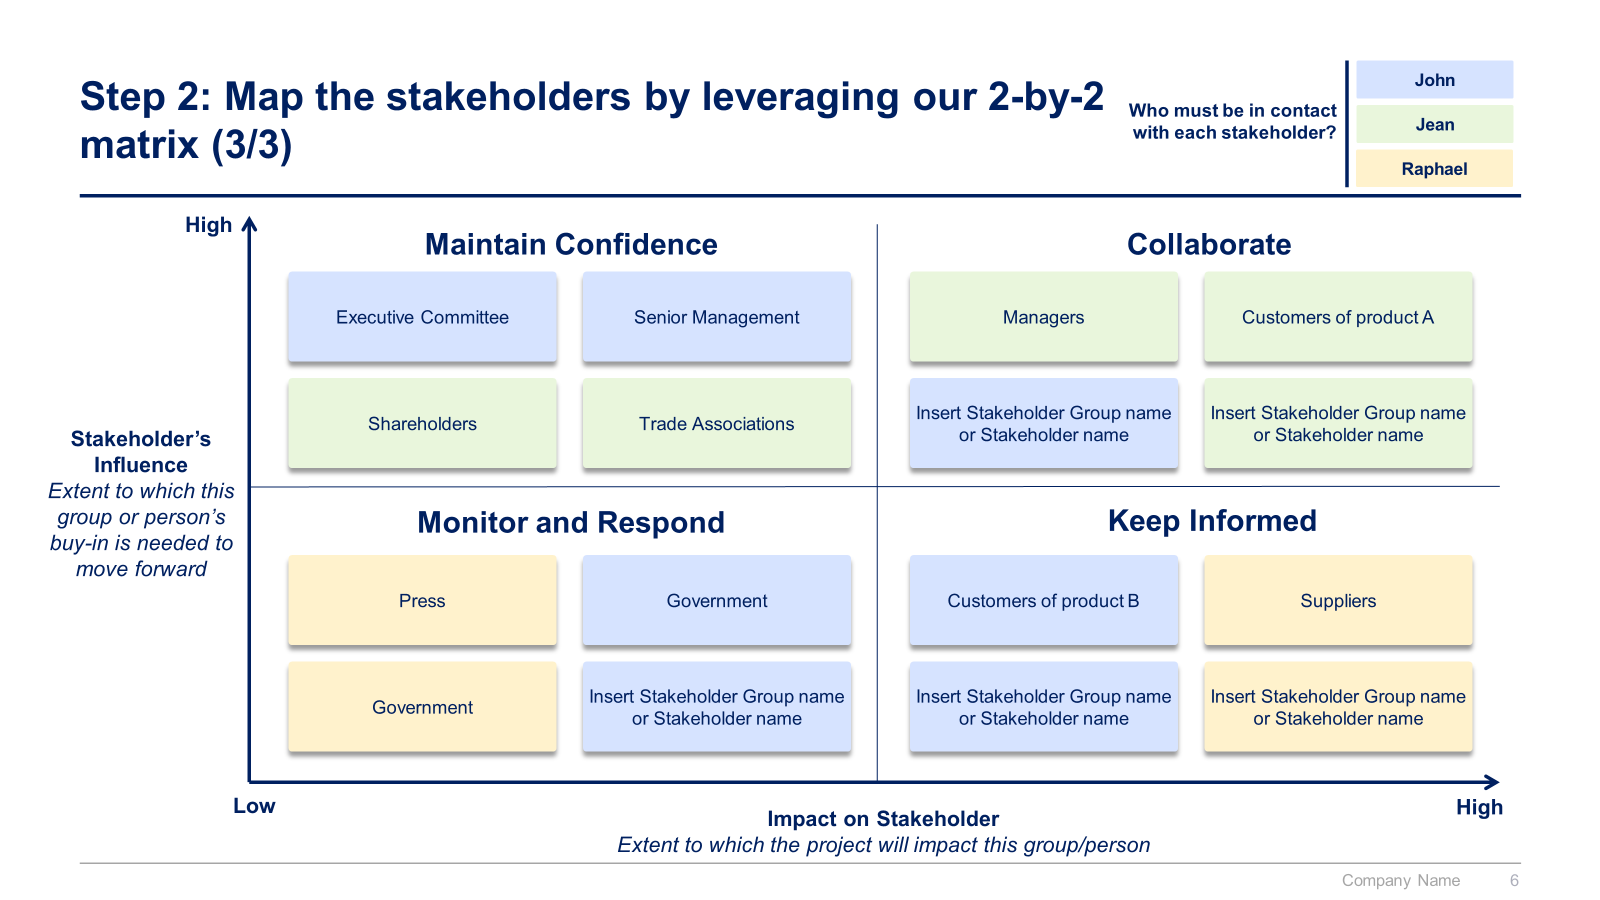 Step 2: Map the stakeholders by leveraging our 2-by-2
matrix (3/3)
Who must be in contact
with each stakeholder?
John
Jean
Raphael
High
Maintain Confidence
Collaborate
Executive Committee
Senior Management
Managers
Customers of product A
Shareholders
Trade Associations
Insert Stakeholder Group name
or Stakeholder name
Insert Stakeholder Group name
or Stakeholder name
Stakeholder’s
Influence
Extent to which this
group or person’s
buy-in is needed to
move forward
Monitor and Respond
Keep Informed
Press
Government
Customers of product B
Suppliers
Government
Insert Stakeholder Group name
or Stakeholder name
Insert Stakeholder Group name
or Stakeholder name
Insert Stakeholder Group name
or Stakeholder name
Low
High
Impact on Stakeholder
Extent to which the project will impact this group/person
Company Name
6